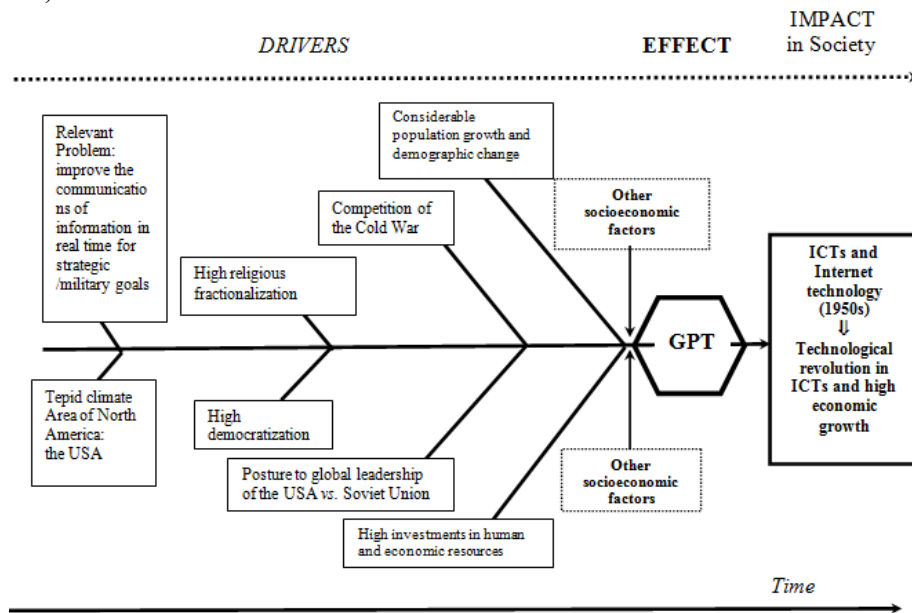 IMPACT
in Society
DRIVERS
EFFECT
Relevant
Problem:
improve the
communicatio
ns of
information in
real time for
strategic
/military goals
High religious
fractionalization
Competition of
the Cold War
Considerable
population growth and
demographic change
Other
socioeconomic
factors
Tepid climate
Area of North
America:
the USA
High
democratization
Posture to global leadership
of the USA vs. Soviet Union
High investments in human
and economic resources
Other
socioeconomic
factors
GPT
ICTs and
Internet
technology
(1950s)
⇓
Technological
revolution in
ICTs and high
economic
growth
Time